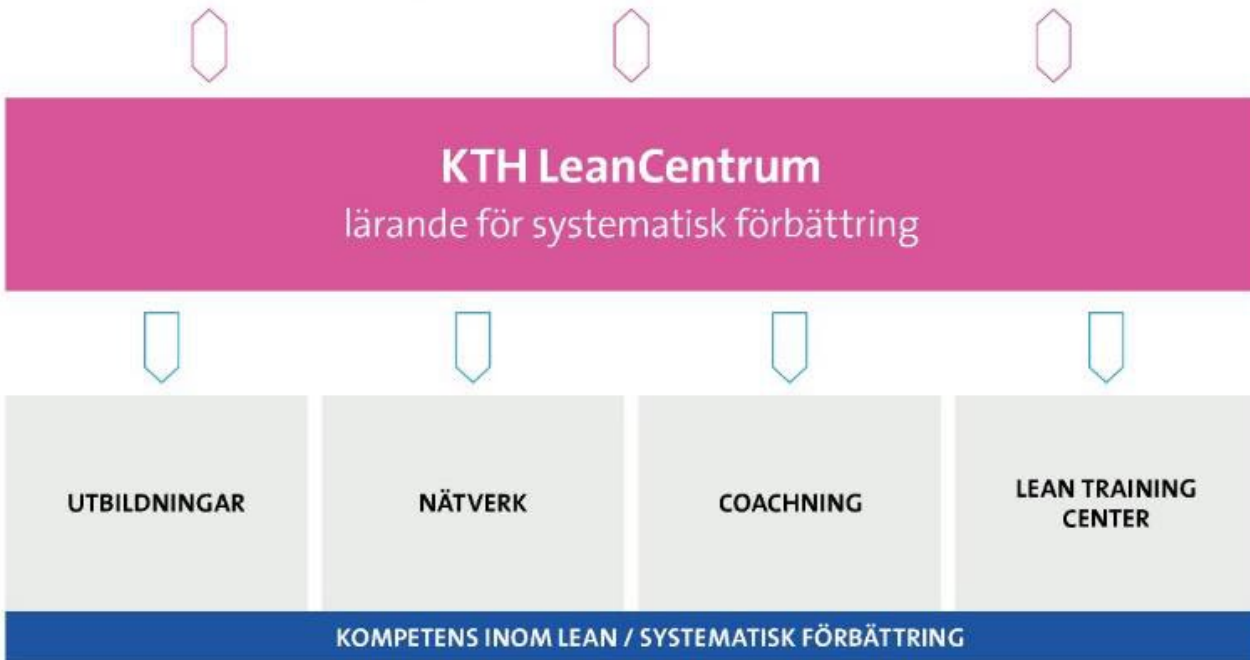 KTH LeanCentrum
lärande för systematisk förbättring
UTBILDNINGAR
NÄTVERK
COACHNING
LEAN TRAINING
CENTER
KOMPETENS INOM LEAN / SYSTEMATISK FÖRBÄTTRING